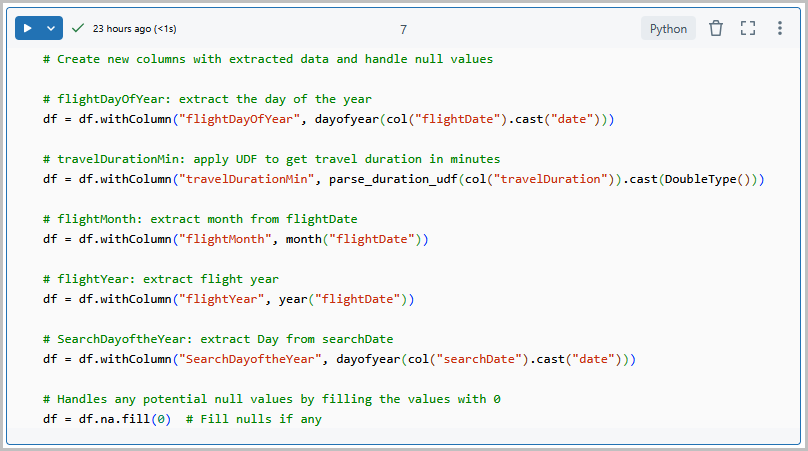 23 hours ago (<1s)
7
Python
# Create new columns with extracted data and handle null values
# flightDayOfYear: extract the day of the year
df = df.withColumn("flightDayOfYear", dayofyear(col("flightDate").cast("date")))
# travelDurationMin: apply UDF to get travel duration in minutes
df = df.withColumn("travelDurationMin", parse_duration_udf(col("travelDuration")).cast(DoubleType()))
# flightMonth: extract month from flightDate
df = df.withColumn("flightMonth", month("flightDate"))
# flightYear: extract flight year
df = df.withColumn("flightYear", year("flightDate"))
# SearchDayoftheYear: extract Day from searchDate
df = df.withColumn("SearchDayoftheYear", dayofyear(col("searchDate").cast("date")))
# Handles any potential null values by filling the values with 0
df = df.na.fill(0)  # Fill nulls if any